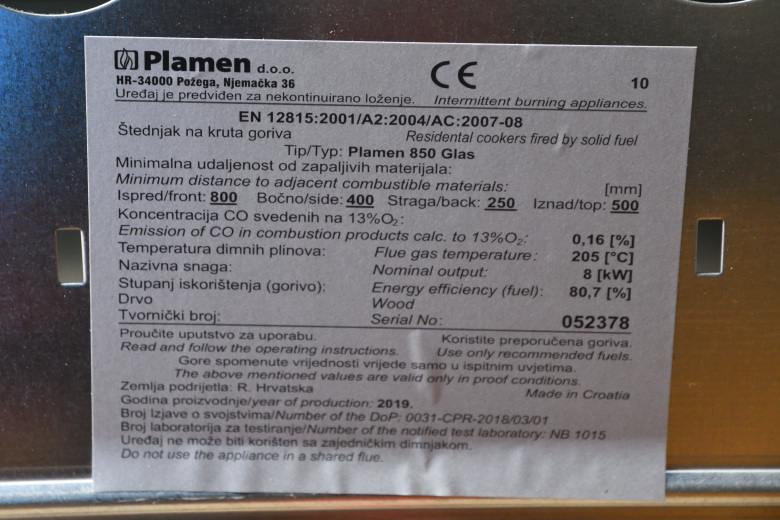 Plamen d.o.o.
HR-34000 Požega, Njemačka 36
CE 10
Uređaj je predviđen za nekontinuirano loženje. Intermittent burning appliances.
EN 12815:2001/A2:2004/AC:2007-08
Štednjak na kruta goriva Residental cookers fired by solid fuel
Tip/Typ: Plamen 850 Glas
Minimalna udaljenost od zapaljivih materijala:
Minimum distance to adjacent combustible materials: [mm]
Ispred/front: 800 Bočno/side: 400 Straga/back: 250 Iznad/top: 500
Koncentracija CO svedenih na 13%O₂:
Emission of CO in combustion products calc. to 13%O₂: 0,16 [%]
Temperatura dimnih plinova: Flue gas temperature: 205 [°C]
Nazivna snaga: Nominal output: 8 [kW]
Stupanj iskorištenja (gorivo): Energy efficiency (fuel): 80,7 [%]
Drvo Wood
Tvornički broj: Serial No: 052378
Proučite uputstvo za uporabu. Koristite preporučena goriva.
Read and follow the operating instructions. Use only recommended fuels.
Gore spomenute vrijednosti vrijede samo u ispitnim uvjetima.
The above mentioned values are valid only in proof conditions.
Zemlja podrijetla: R. Hrvatska Made in Croatia
Godina proizvodnje/year of production: 2019.
Broj Izjave o svojstvima/Number of the DoP: 0031-CPR-2018/03/01
Broj laboratorija za testiranje/Number of the notified test laboratory: NB 1015
Uređaj ne može biti korišten sa zajedničkim dimnjakom.
Do not use the appliance in a shared flue.